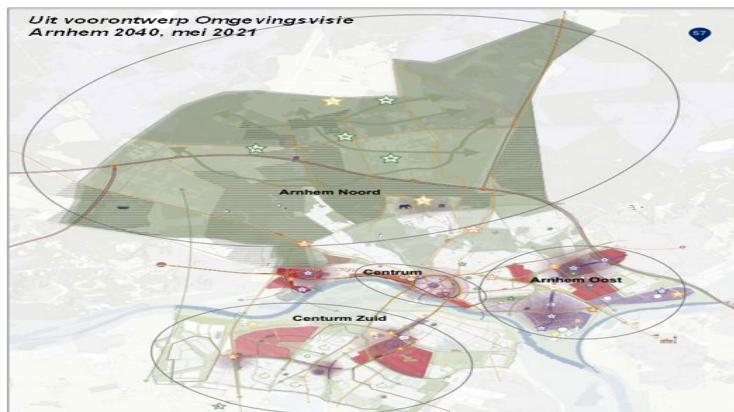 Uit voorontwerp Omgevingsvisie
Arnhem 2040, mei 2021
57
Arnhem Noord
Centrum
Arnhem Oost
Centurm Zuid